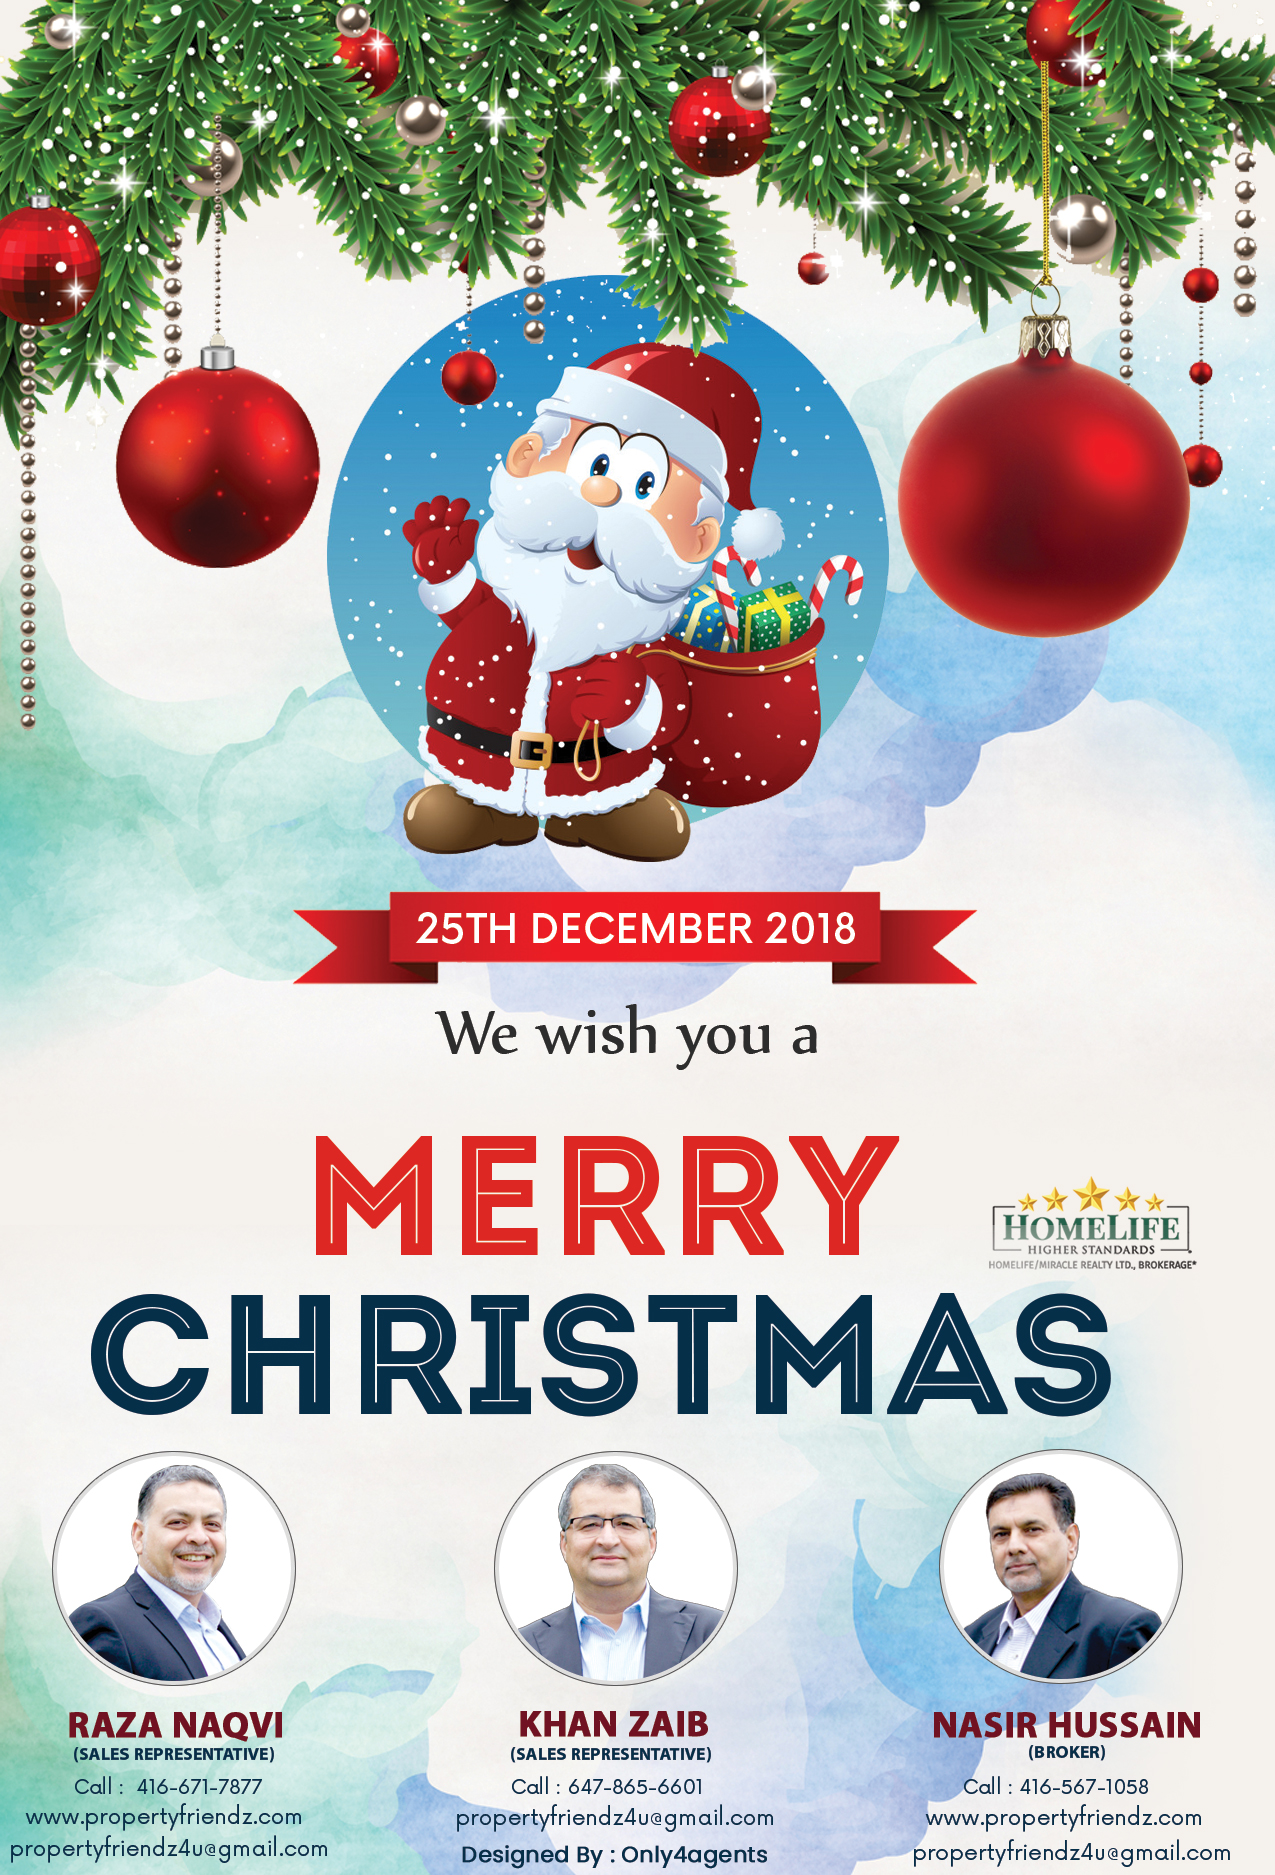 25TH DECEMBER 2018
We wish you a
MERRY
CHRISTMAS
HOMELIFE
HIGHER STANDARDS
HOMELIFE/MIRACLE REALTY LTD., BROKERAGE*
RAZA NAQVI
(SALES REPRESENTATIVE)
Call : 416-671-7877
www.propertyfriendz.com
propertyfriendz4u@gmail.com
KHAN ZAIB
(SALES REPRESENTATIVE)
Call : 647-865-6601
propertyfriendz4u@gmail.com
Designed By : Only4agents
NASIR HUSSAIN
(BROKER)
Call : 416-567-1058
www.propertyfriendz.com
propertyfriendz4u@gmail.com